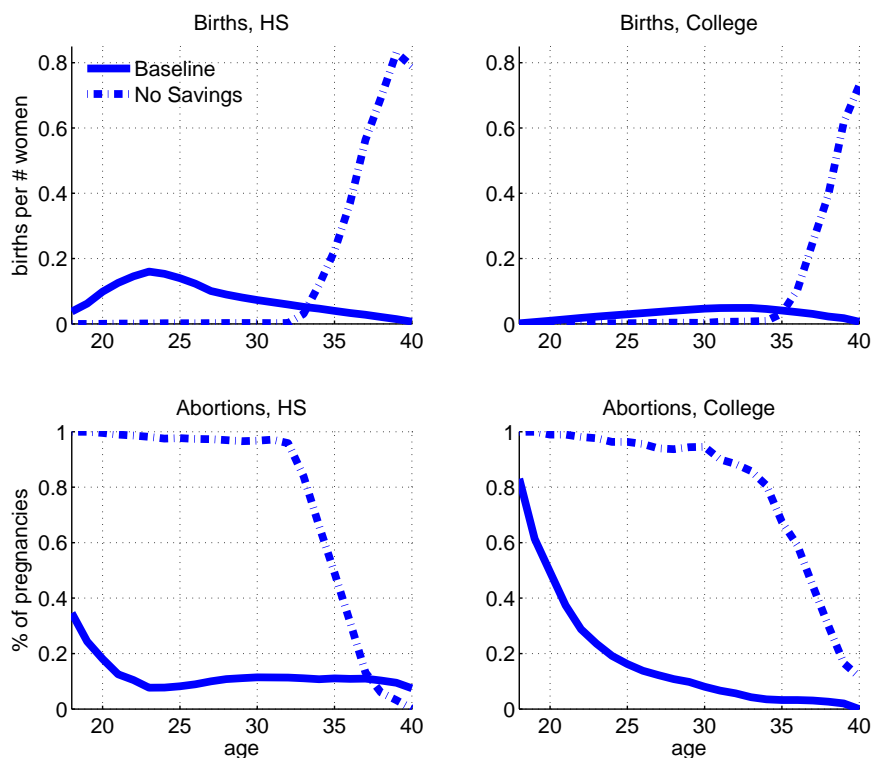 Births, HS
Births, College
births per # women
0.8
0.6
0.4
0.2
0
20 25 30 35 40
Baseline
No Savings
0.8
0.6
0.4
0.2
0
20 25 30 35 40
Abortions, HS
Abortions, College
% of pregnancies
1
0.8
0.6
0.4
0.2
0
20 25 30 35 40
age
1
0.8
0.6
0.4
0.2
0
20 25 30 35 40
age